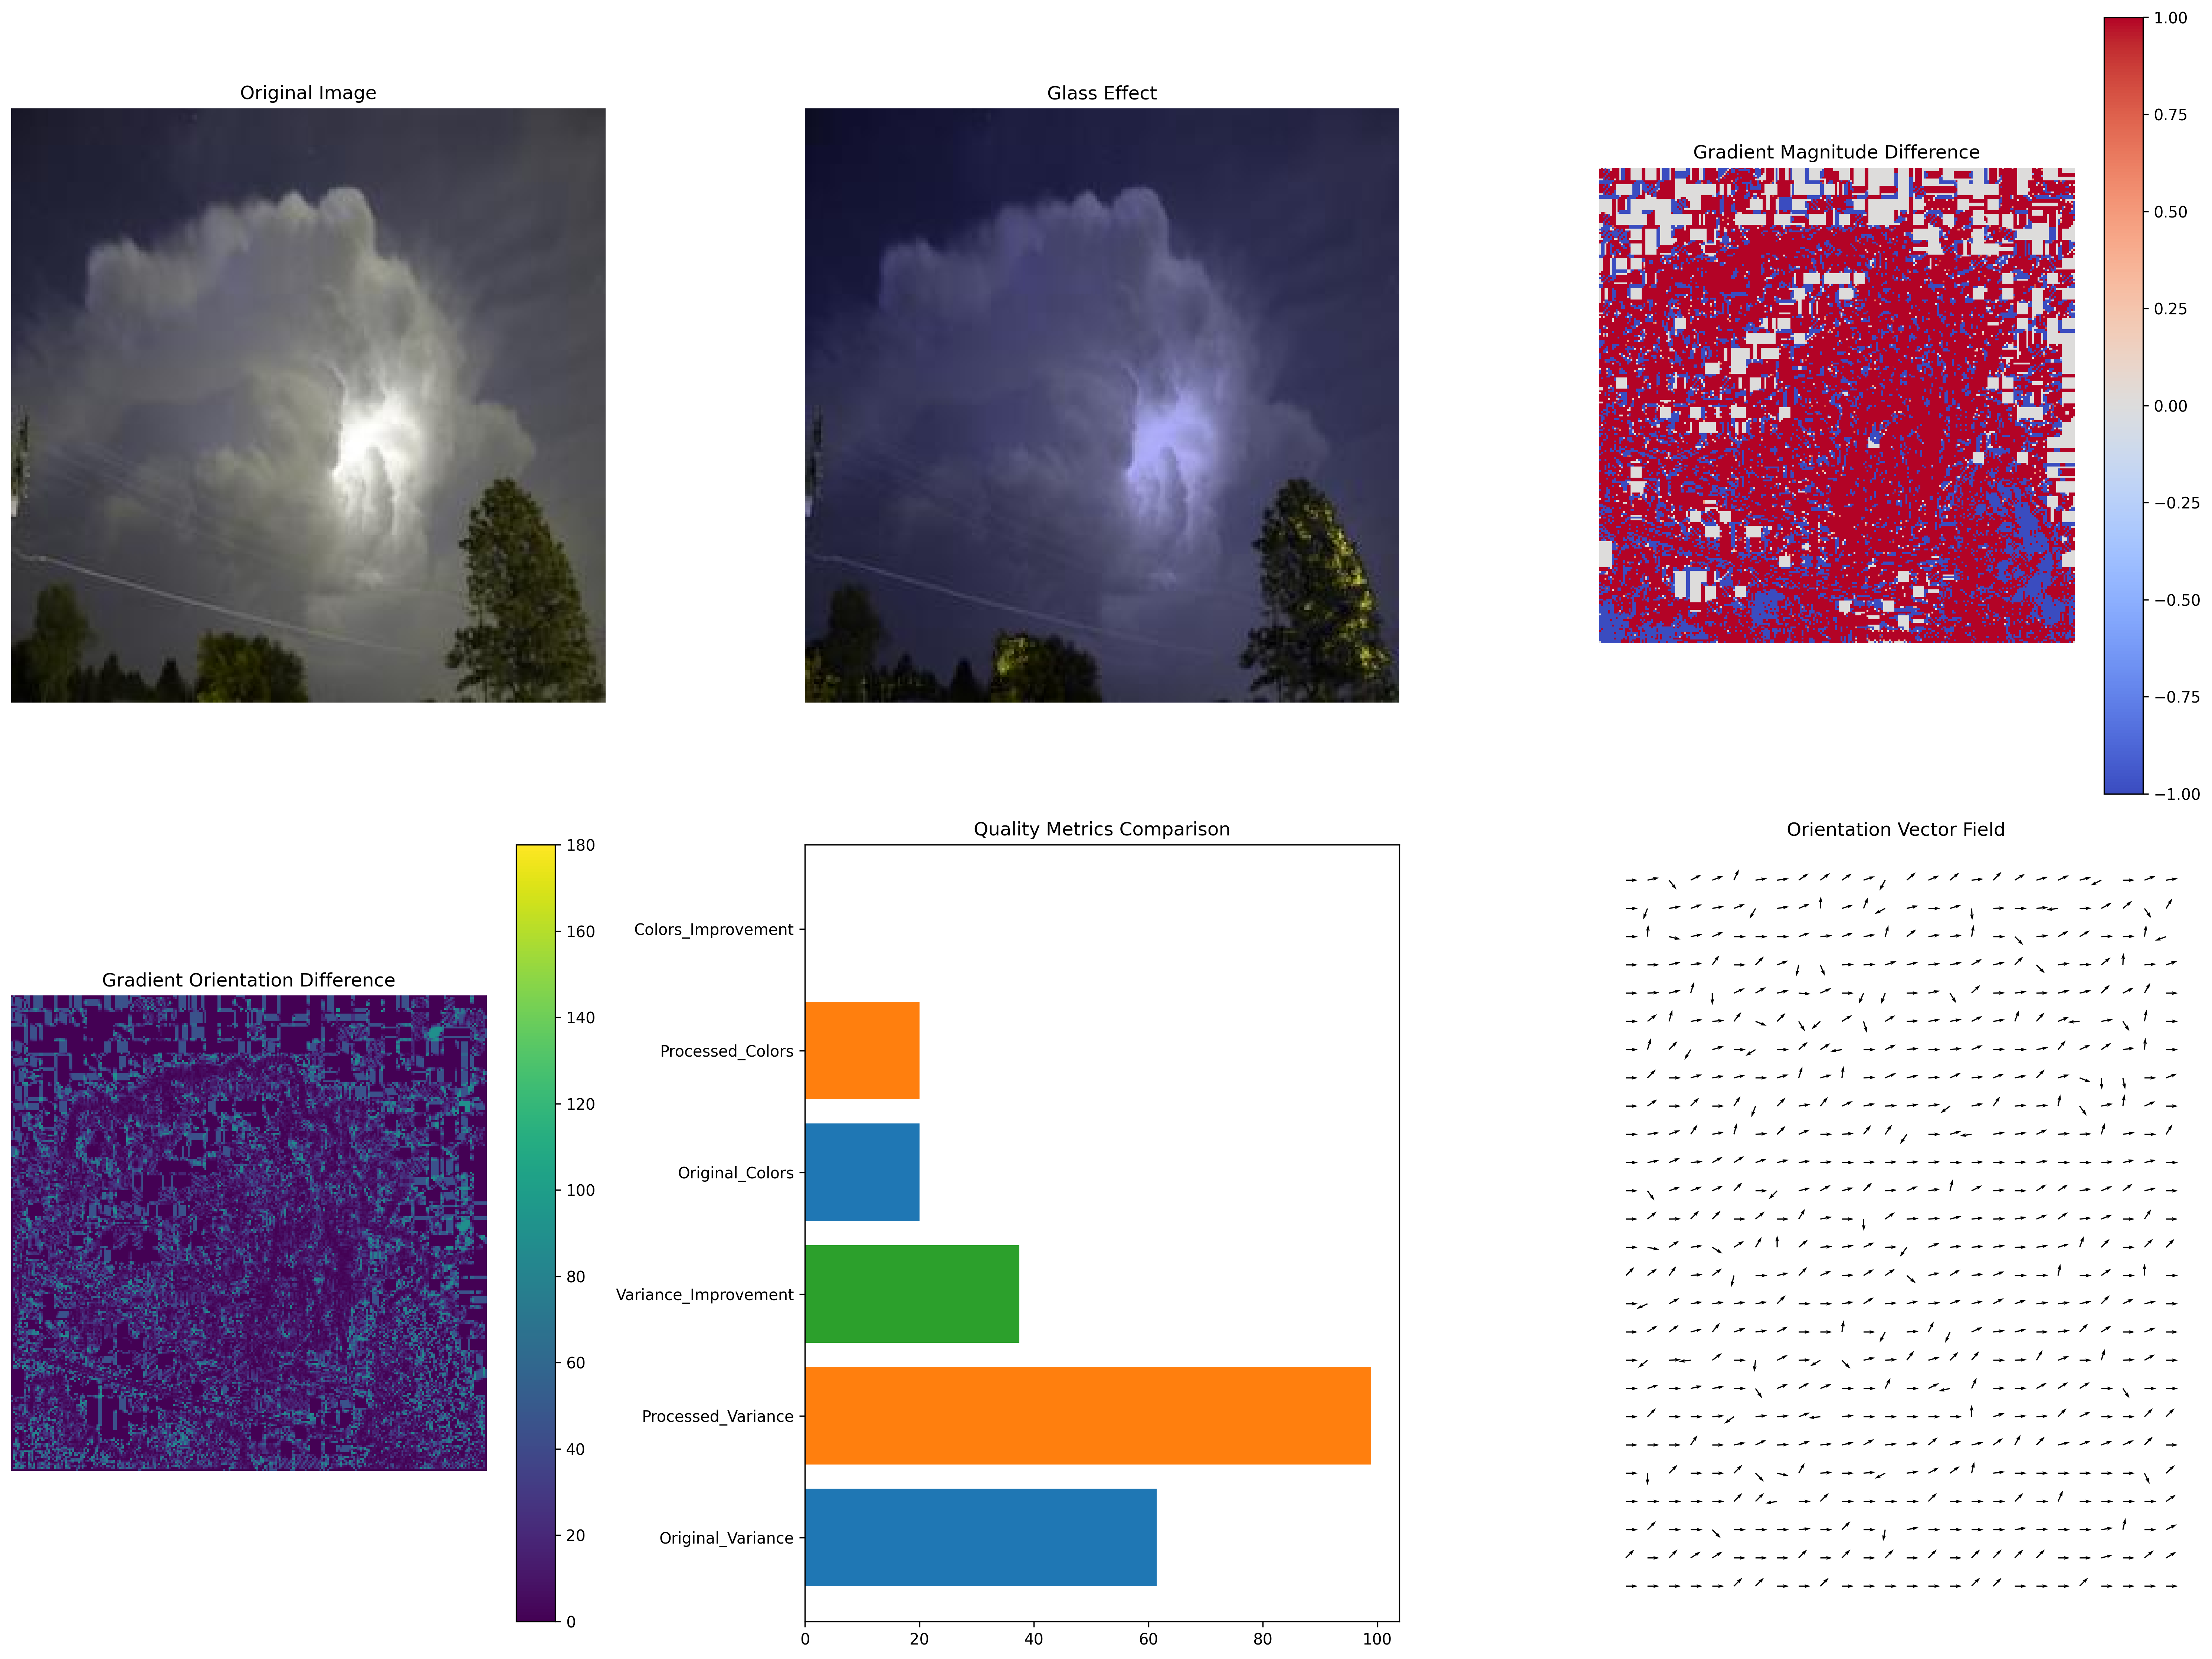 Original Image
Glass Effect
Gradient Magnitude Difference
1.00
0.75
0.50
0.25
0.00
−0.25
−0.50
−0.75
−1.00
Gradient Orientation Difference
180
160
140
120
100
80
60
40
20
0
Quality Metrics Comparison
Colors_Improvement
Processed_Colors
Original_Colors
Variance_Improvement
Processed_Variance
Original_Variance
0 20 40 60 80 100
Orientation Vector Field